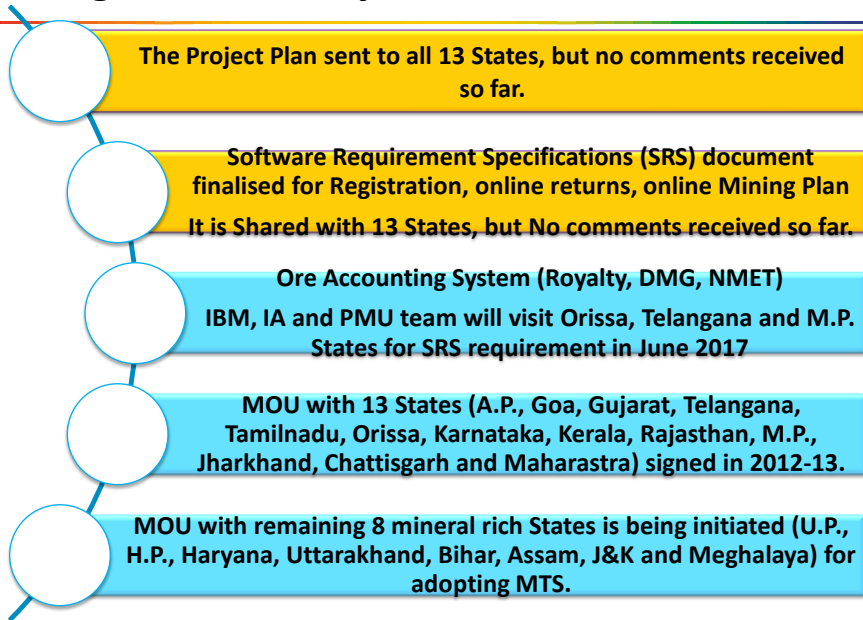 The Project Plan sent to all 13 States, but no comments received
so far.
Software Requirement Specifications (SRS) document
finalised for Registration, online returns, online Mining Plan
It is Shared with 13 States, but No comments received so far.
Ore Accounting System (Royalty, DMG, NMET)
IBM, IA and PMU team will visit Orissa, Telangana and M.P.
States for SRS requirement in June 2017
MOU with 13 States (A.P., Goa, Gujarat, Telangana,
Tamilnadu, Orissa, Karnataka, Kerala, Rajasthan, M.P.,
Jharkhand, Chattisgarh and Maharastra) signed in 2012-13.
MOU with remaining 8 mineral rich States is being initiated (U.P.,
H.P., Haryana, Uttarakhand, Bihar, Assam, J&K and Meghalaya) for
adopting MTS.